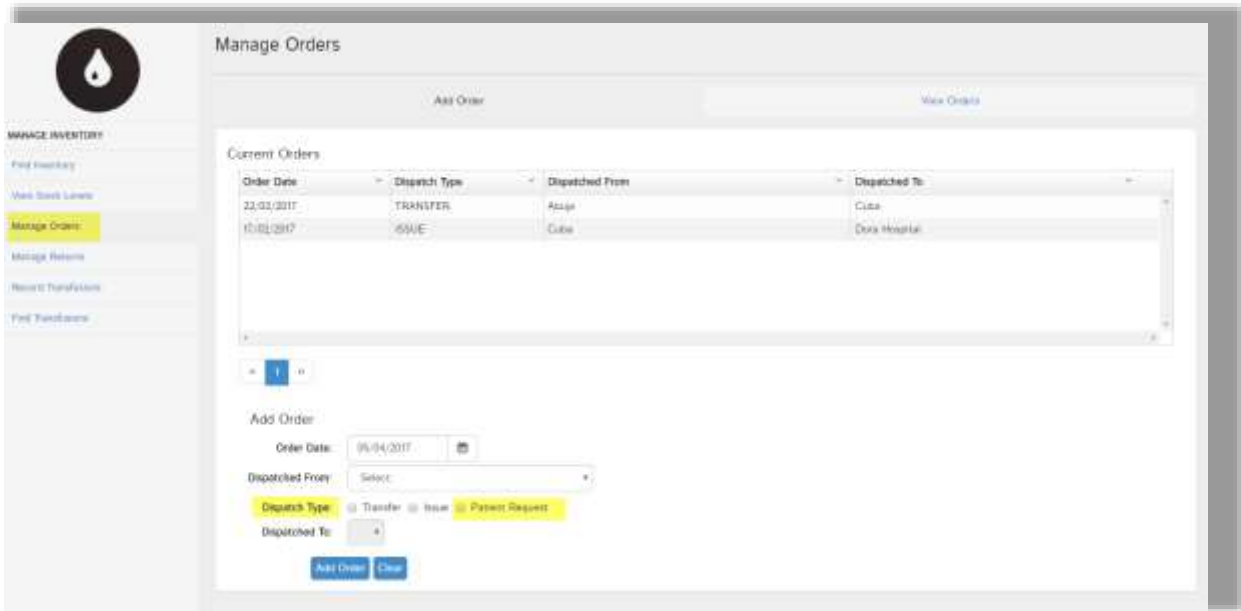 Manage Orders
Add Order
View Orders
MANAGE INVENTORY
Find Inventory
View Stock Levels
Manage Orders
Manage Returns
Record Transfusions
Find Transfusions
Current Orders
Order Date Dispatch Type Dispatched From Dispatched To
22/02/2017 TRANSFER Cuba
17/02/2017 ISSUE Cuba Dora Hospital
« 1 »
Add Order
Order Date: 05/04/2017
Dispatched From: Select
Dispatch Type: Transfer Issue Patient Request
Dispatched To:
Add Order Clear